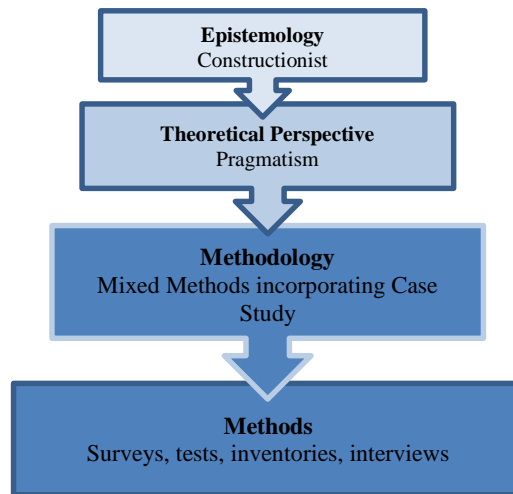 Epistemology
Constructionist
Theoretical Perspective
Pragmatism
Methodology
Mixed Methods incorporating Case
Study
Methods
Surveys, tests, inventories, interviews